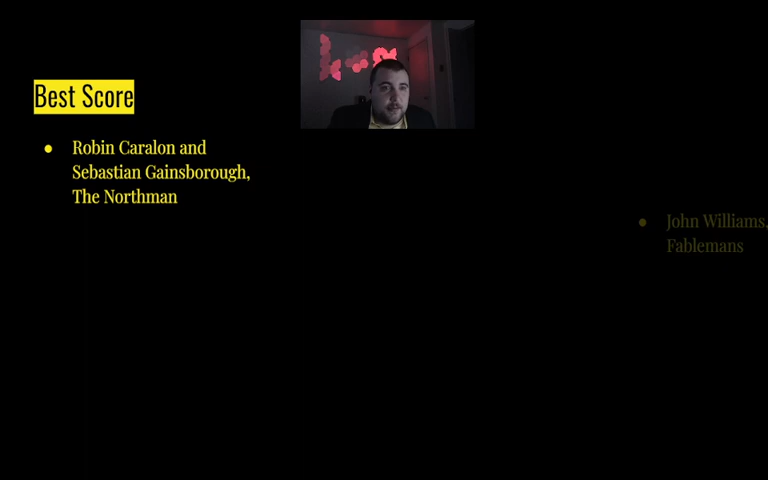 Best Score
Robin Caralon and
Sebastian Gainsborough,
The Northman
John Williams,
Fablemans